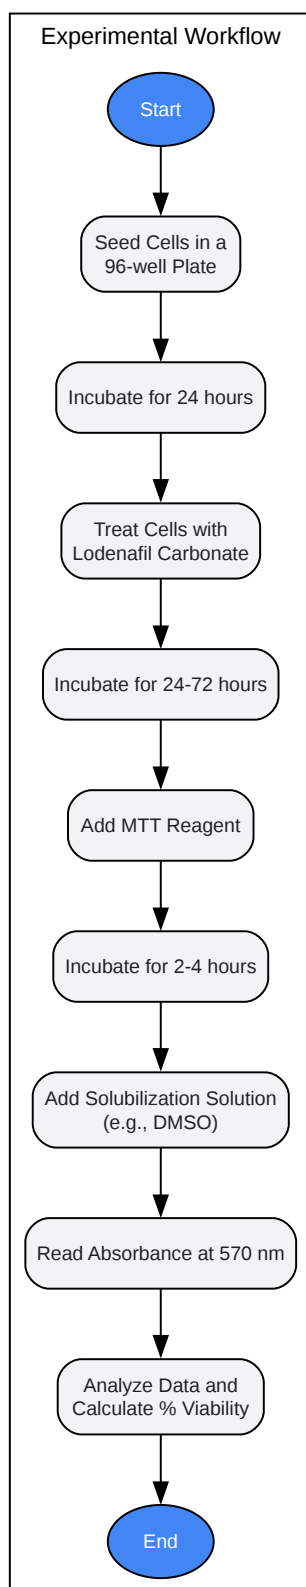 Experimental Workflow
Start
Seed Cells in a
96-well Plate
Incubate for 24 hours
Treat Cells with
Lodenafil Carbonate
Incubate for 24-72 hours
Add MTT Reagent
Incubate for 2-4 hours
Add Solubilization Solution
(e.g., DMSO)
Read Absorbance at 570 nm
Analyze Data and
Calculate % Viability
End